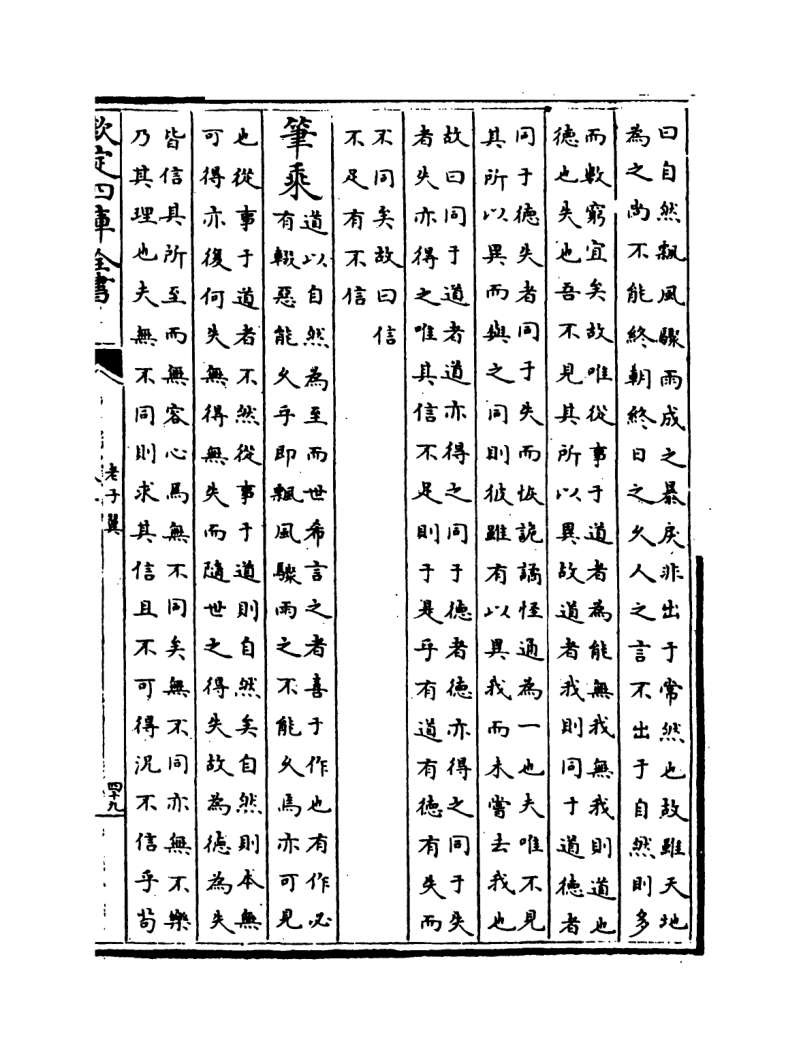 曰自然飄風驟雨成之暴戾非出于常然也故雖天地
為之尚不能終朝終日之久人之言不出于自然則多
而數窮宜矣故唯從事于道者為能無我無我則道也
德也失也吾不見其所以異故道者我則同于道德者
同于德失者同于失而恢詭譎怪通為一也夫唯不見
其所以異而與之同則彼雖有以異我而未嘗去我也
故曰同于道者道亦得之同于德者德亦得之同于失
者失亦得之唯其信不足則于是乎有道有德有失而
不同矣故曰信
不足有不信
筆乘
道以自然為至而世希言之者喜于作也有作必
有輟惡能久乎即飄風驟雨之不能久焉亦可見
也從事于道者不然從事于道則自然矣自然則本無
可得亦復何失無得無失而隨世之得失故為德為失
皆信其所至而無容心焉無不同矣無不同亦無不樂
乃其理也夫無不同則求其信且不可得況不信乎茍
欽定四庫全書
老子翼
四十九